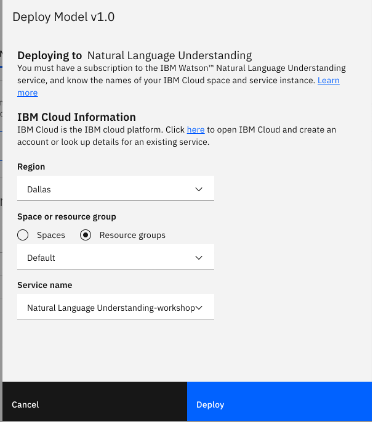 Deploy Model v1.0
Deploying to Natural Language Understanding
You must have a subscription to the IBM Watson™ Natural Language Understanding
service, and know the names of your IBM Cloud space and service instance. Learn
more
IBM Cloud Information
IBM Cloud is the IBM cloud platform. Click here to open IBM Cloud and create an
account or look up details for an existing service.
Region
Dallas
Space or resource group
Spaces Resource groups
Default
Service name
Natural Language Understanding-workshop
Cancel Deploy